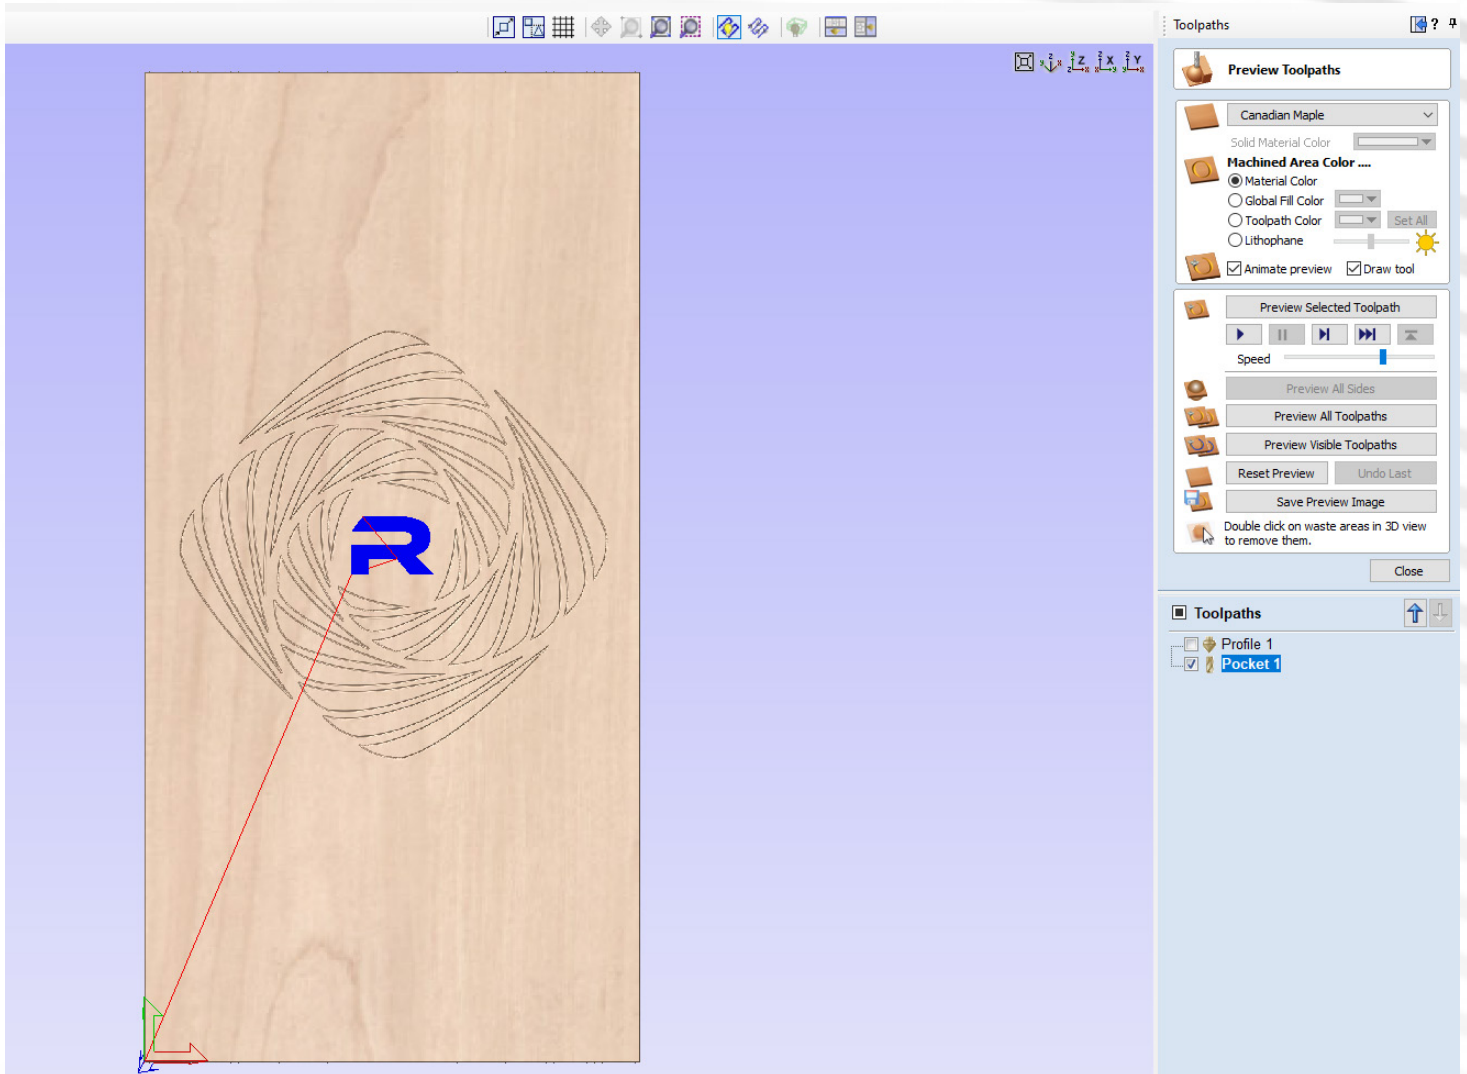 Toolpaths
?
Z
X
Y
Preview Toolpaths
Canadian Maple
Solid Material Color
Machined Area Color ....
Material Color
Global Fill Color
Toolpath Color
Set All
Lithophane
Animate preview
Draw tool
Preview Selected Toolpath
Speed
Preview All Sides
Preview All Toolpaths
Preview Visible Toolpaths
Reset Preview
Undo Last
Save Preview Image
Double click on waste areas in 3D view
to remove them.
Close
R
Toolpaths
Profile 1
Pocket 1